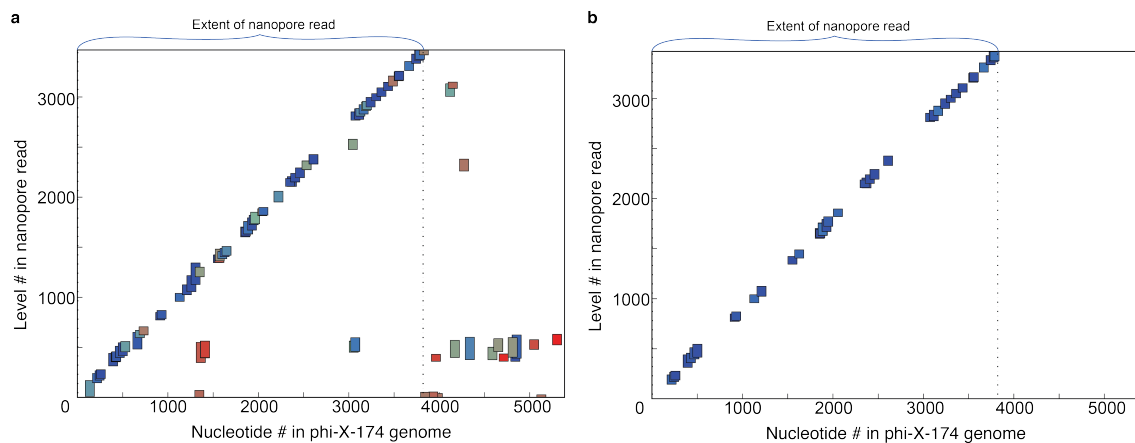 a
Extent of nanopore read
3000
2000
1000
0
1000
2000
3000
4000
5000
Level # in nanopore read
Nucleotide # in phi-X-174 genome
b
Extent of nanopore read
3000
2000
1000
0
1000
2000
3000
4000
5000
Level # in nanopore read
Nucleotide # in phi-X-174 genome